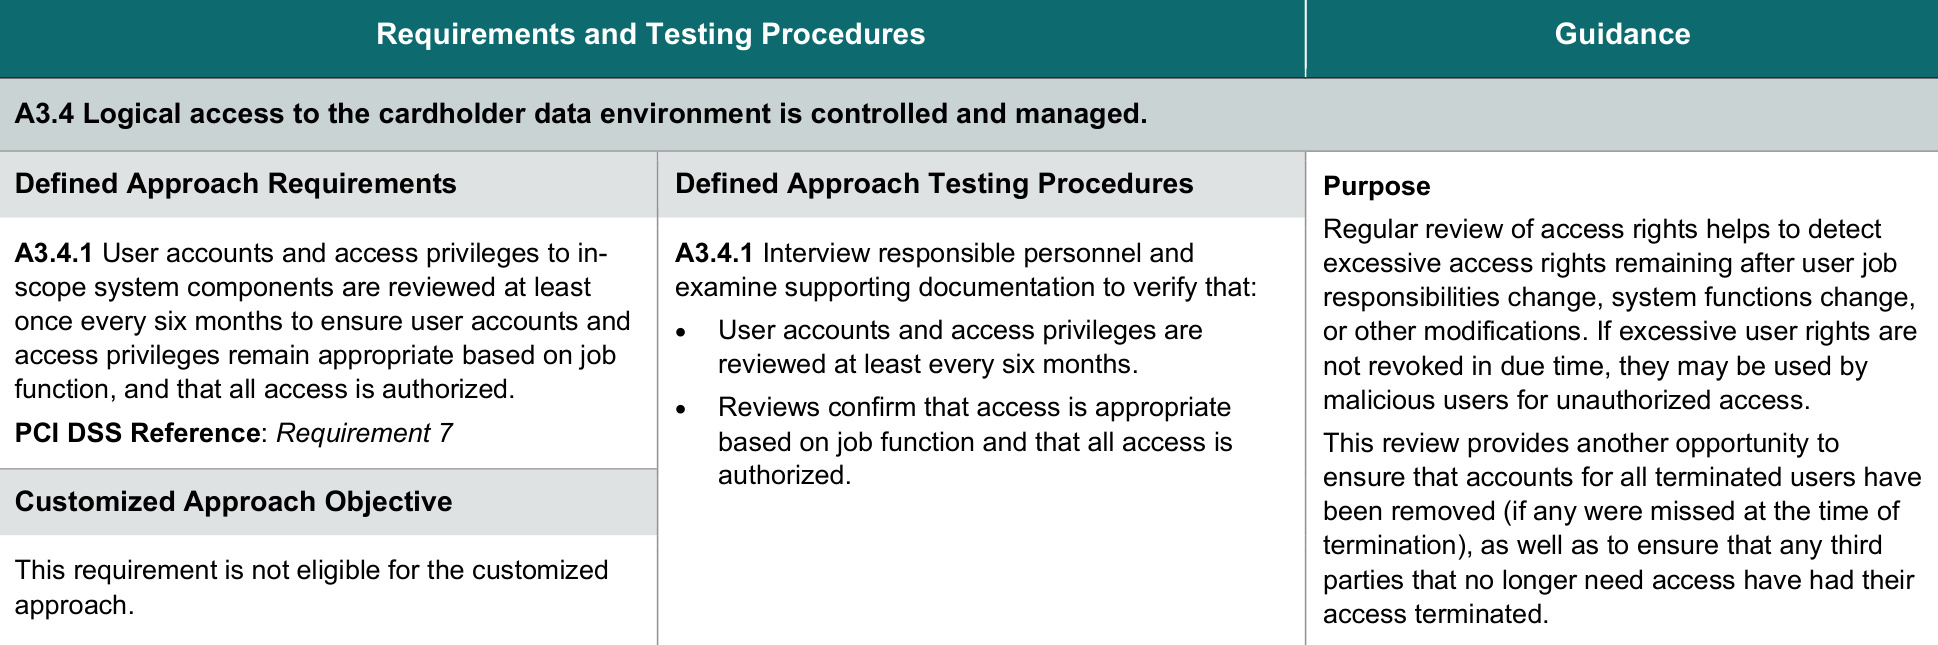 Requirements and Testing Procedures
Guidance
A3.4 Logical access to the cardholder data environment is controlled and managed.
Defined Approach Requirements
A3.4.1 User accounts and access privileges to in-
scope system components are reviewed at least
once every six months to ensure user accounts and
access privileges remain appropriate based on job
function, and that all access is authorized.
PCI DSS Reference: Requirement 7
Customized Approach Objective
This requirement is not eligible for the customized
approach.
Defined Approach Testing Procedures
A3.4.1 Interview responsible personnel and
examine supporting documentation to verify that:
• User accounts and access privileges are
reviewed at least every six months.
• Reviews confirm that access is appropriate
based on job function and that all access is
authorized.
Purpose
Regular review of access rights helps to detect
excessive access rights remaining after user job
responsibilities change, system functions change,
or other modifications. If excessive user rights are
not revoked in due time, they may be used by
malicious users for unauthorized access.
This review provides another opportunity to
ensure that accounts for all terminated users have
been removed (if any were missed at the time of
termination), as well as to ensure that any third
parties that no longer need access have had their
access terminated.